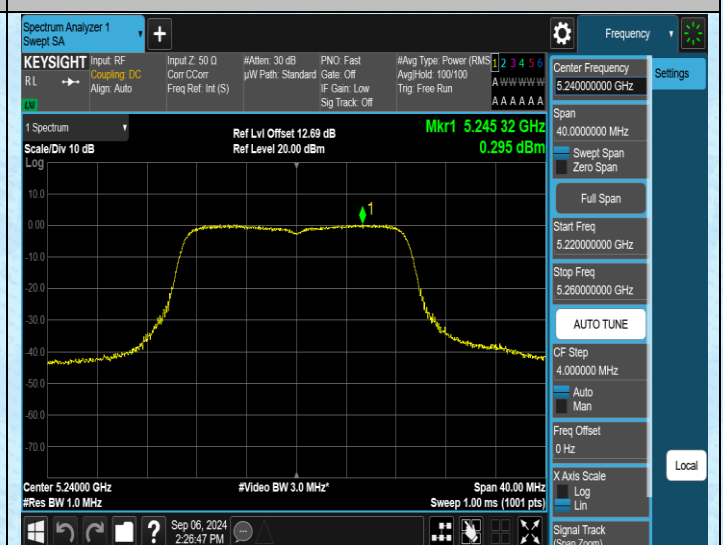 Spectrum Analyzer 1
Swept SA
Frequency
KEYSIGHT
RL
Input: RF
Coupling: DC
Align: Auto
Input Z: 50 Ω
Corr CCorr
Freq Ref: Int (S)
#Atten: 30 dB
µW Path: Standard
PNO: Fast
Gate: Off
IF Gain: Low
Sig Track: Off
#Avg Type: Power (RMS
Avg|Hold: 100/100
Trig: Free Run
1 2 3 4 5 6
A W W W W W
A A A A A A
LXI
1 Spectrum
Scale/Div 10 dB
Ref Lvl Offset 12.69 dB
Ref Level 20.00 dBm
Mkr1 5.245 32 GHz
0.295 dBm
Log
10.0
0.00
-10.0
-20.0
-30.0
-40.0
-50.0
-60.0
-70.0
1
Center 5.24000 GHz
#Res BW 1.0 MHz
#Video BW 3.0 MHz*
Span 40.00 MHz
Sweep 1.00 ms (1001 pts)
Sep 06, 2024
2:26:47 PM
Center Frequency
5.240000000 GHz
Settings
Span
40.0000000 MHz
Swept Span
Zero Span
Full Span
Start Freq
5.220000000 GHz
Stop Freq
5.260000000 GHz
AUTO TUNE
CF Step
4.000000 MHz
Auto
Man
Freq Offset
0 Hz
X Axis Scale
Log
Lin
Local
Signal Track
(Span Zoom)